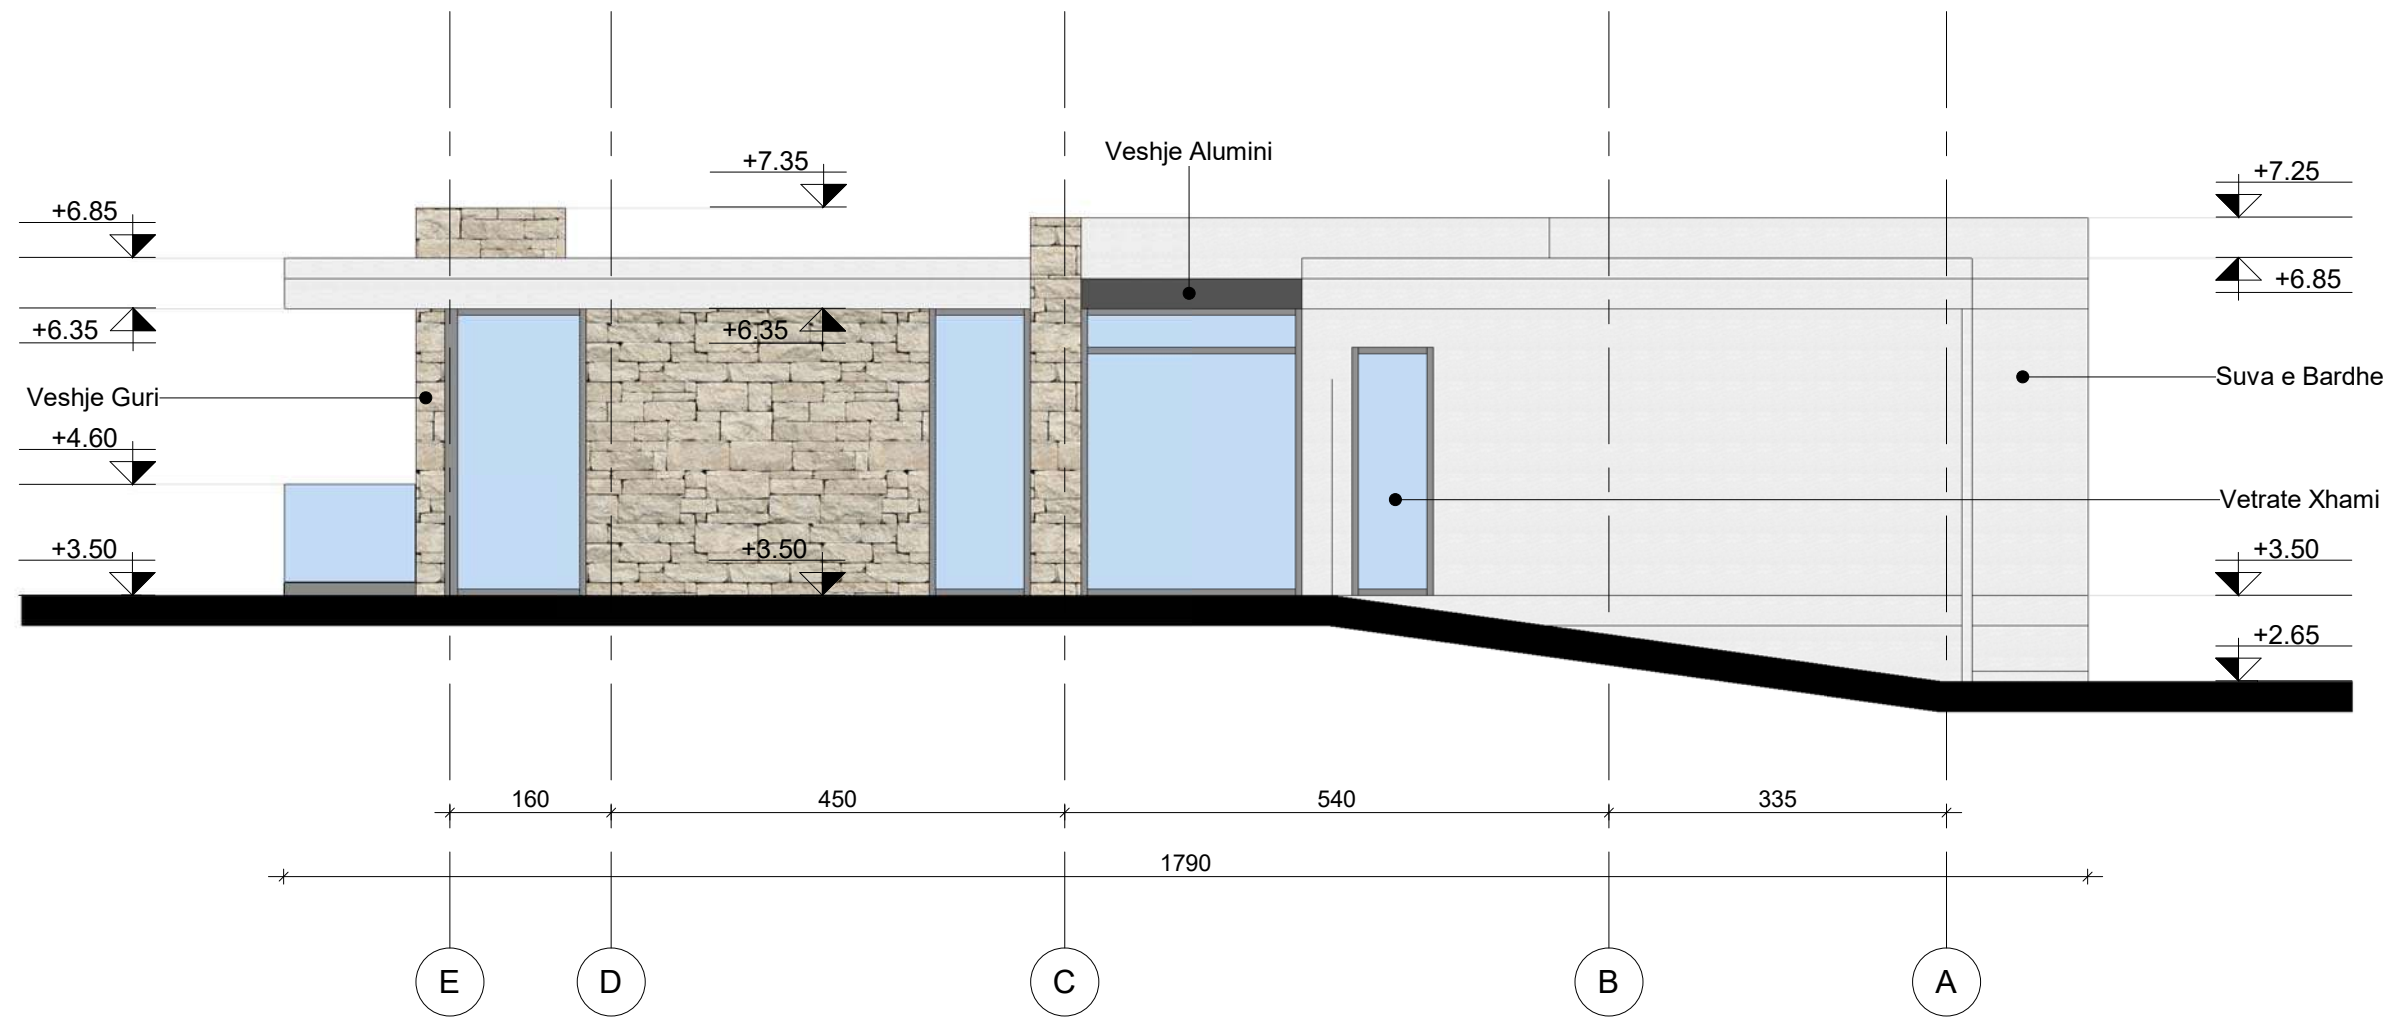 Veshje Alumini
+7.35
+7.25
+6.85
+6.85
+6.35
+6.35
Suva e Bardhe
Veshje Guri
+4.60
Vetrate Xhami
+3.50
+3.50
+3.50
+2.65
160
450
540
335
1790
E
D
C
B
A